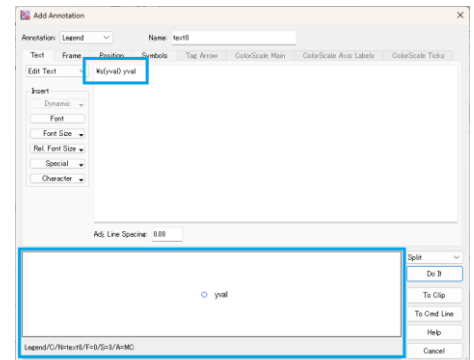 Add Annotation
Annotation: Legend Name: text0
Text Frame Position Symbols Tag Arrow ColorScale Main ColorScale Axis Labels ColorScale Ticks
Edit Text ¥s(yval) yval
Insert
Dynamic
Font
Font Size
Rel. Font Size
Special
Character
Adj. Line Spacing: 0.00
Split
Do It
yval
To Clip
To Cmd Line
Help
Legend/C/N=text0/F=0/S=3/A=MC
Cancel